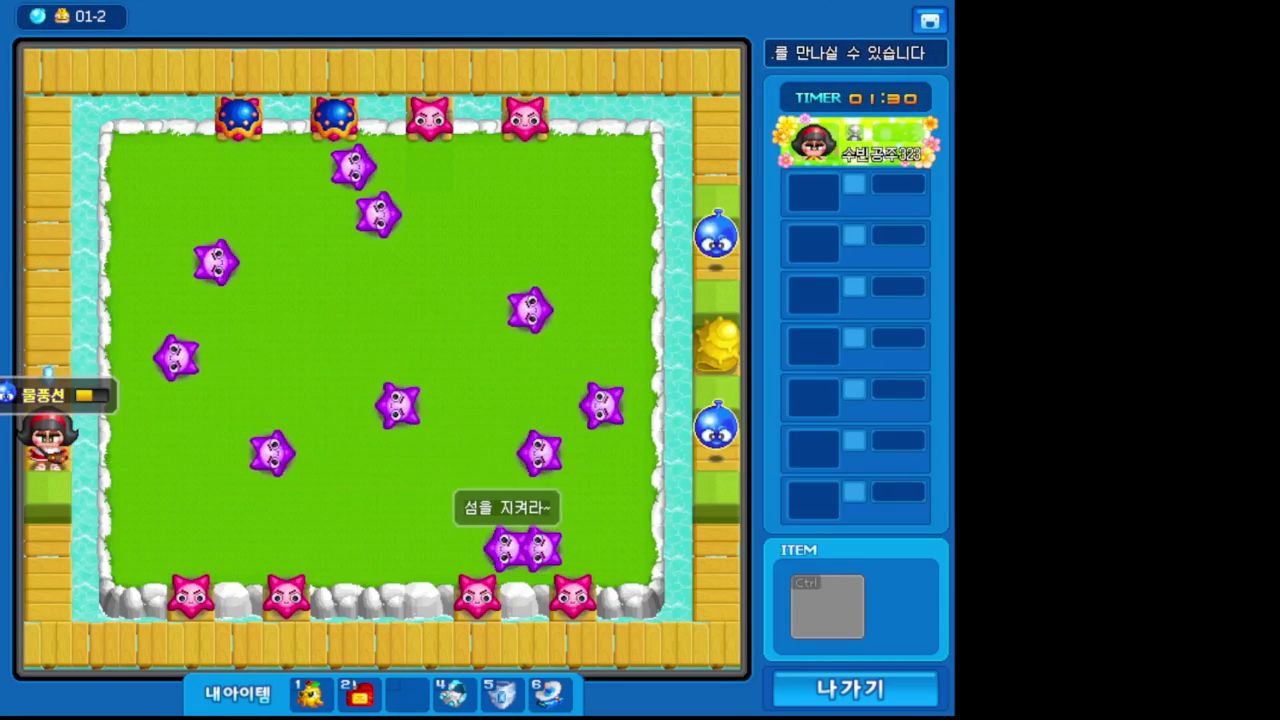 01-2
를 만나실 수 있습니다
TIMER 01:30
수빈공주323
물풍선
섬을 지켜라~
ITEM
Ctrl
내아이템
1
2
4
5
6
나가기